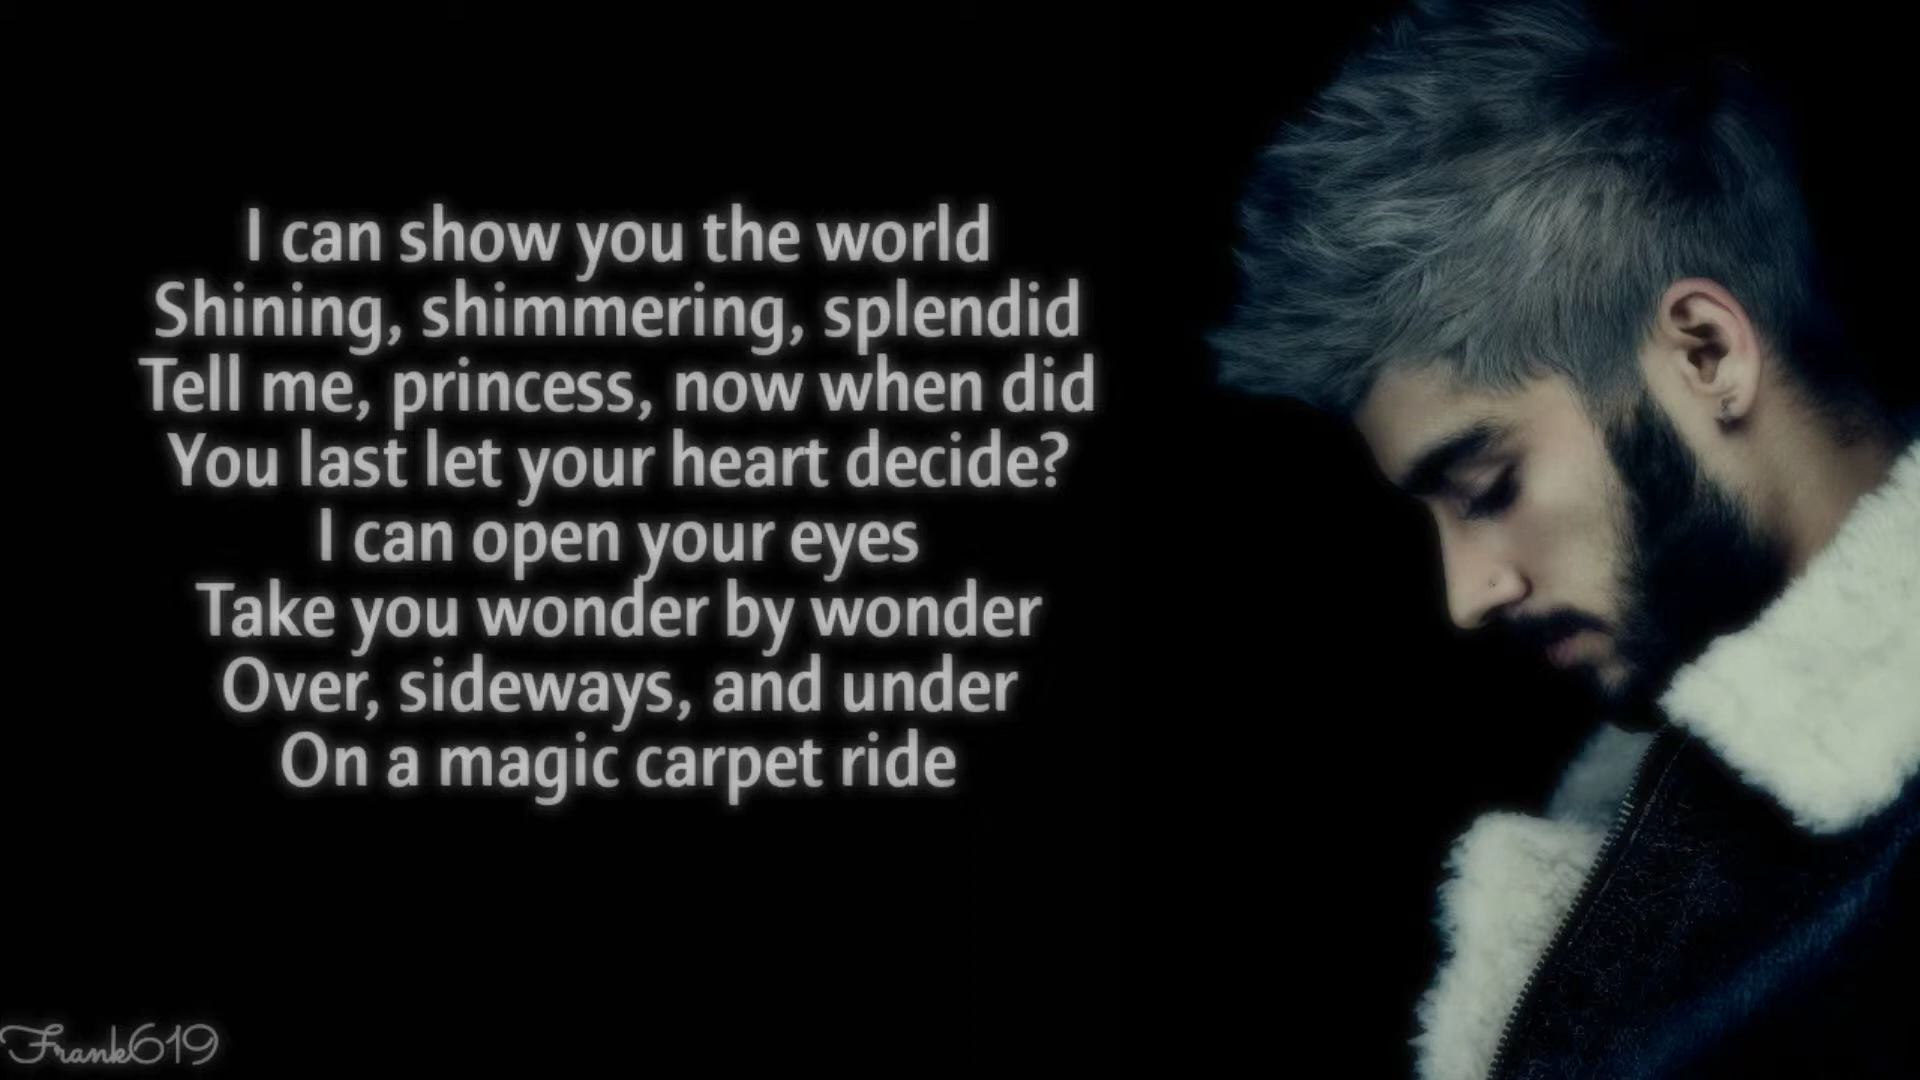 I can show you the world
Shining, shimmering, splendid
Tell me, princess, now when did
You last let your heart decide?
I can open your eyes
Take you wonder by wonder
Over, sideways, and under
On a magic carpet ride
Frank619